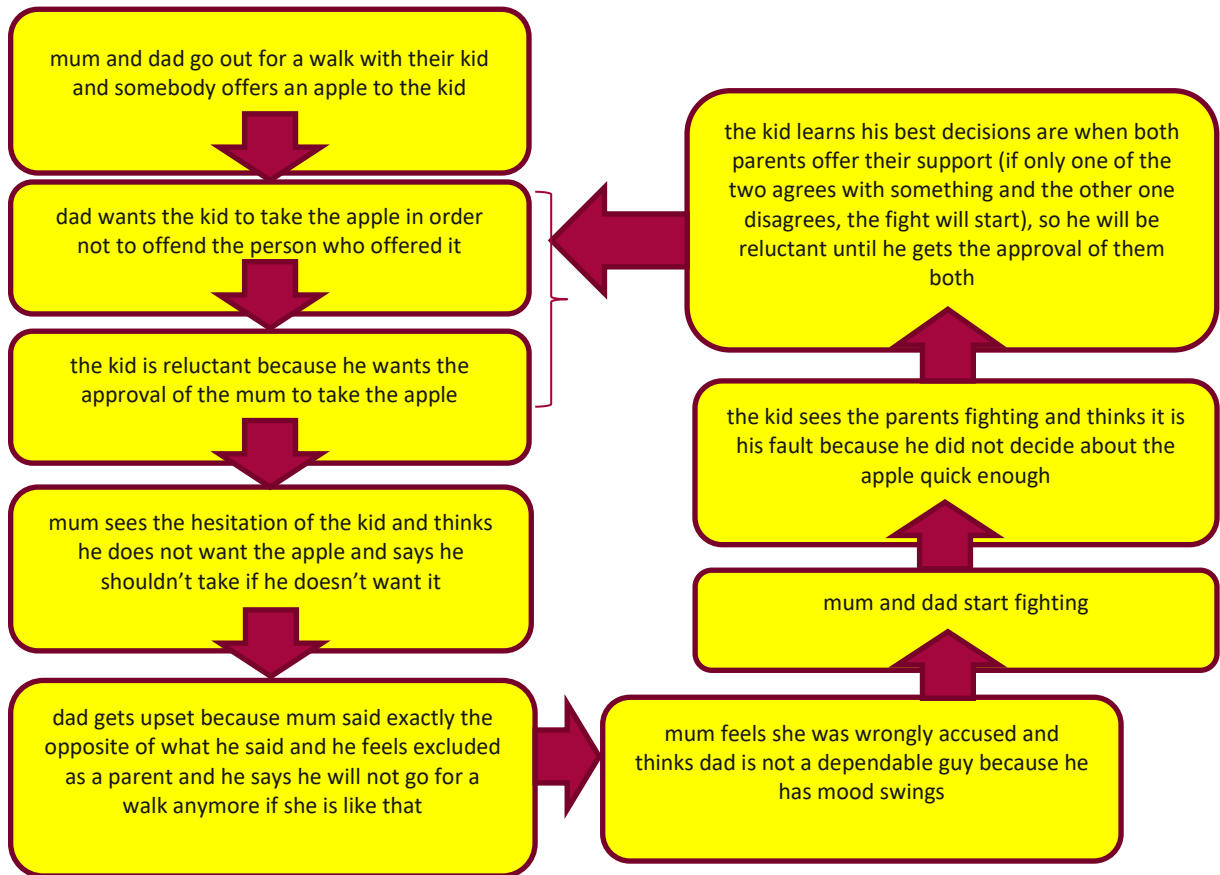 mum and dad go out for a walk with their kid
and somebody offers an apple to the kid
dad wants the kid to take the apple in order
not to offend the person who offered it
the kid is reluctant because he wants the
approval of the mum to take the apple
mum sees the hesitation of the kid and thinks
he does not want the apple and says he
shouldn't take if he doesn't want it
dad gets upset because mum said exactly the
opposite of what he said and he feels excluded
as a parent and he says he will not go for a
walk anymore if she is like that
mum feels she was wrongly accused and
thinks dad is not a dependable guy because he
has mood swings
mum and dad start fighting
the kid sees the parents fighting and thinks it is
his fault because he did not decide about the
apple quick enough
the kid learns his best decisions are when both
parents offer their support (if only one of the
two agrees with something and the other one
disagrees, the fight will start), so he will be
reluctant until he gets the approval of them
both